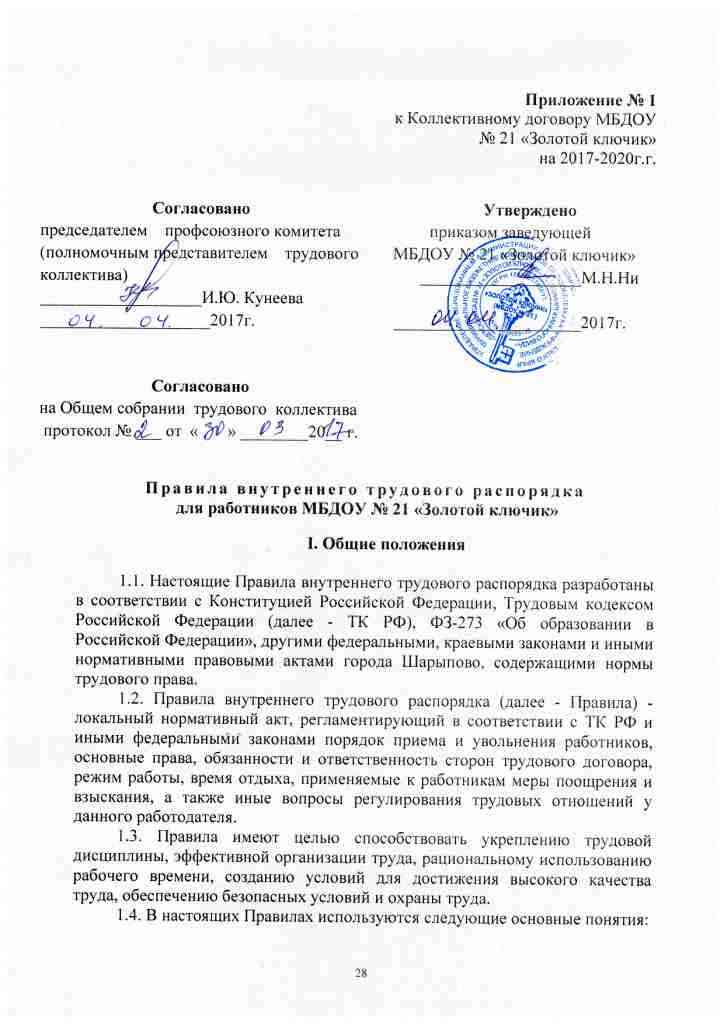 Приложение № 1
к Коллективному договору МБДОУ
№ 21 «Золотой ключик»
на 2017-2020г.г.
Согласовано
председателем профсоюзного комитета
(полномочным представителем трудового
коллектива)
____________________И.Ю. Кунеева
04. 04. 2017г.
Утверждено
приказом заведующей
МБДОУ № 21 «Золотой ключик»
____________________М.Н.Ни
04.04. 2017г.
Согласовано
на Общем собрании трудового коллектива
протокол № 2 от « 30 » 03 2017 г.
Правила внутреннего трудового распорядка
для работников МБДОУ № 21 «Золотой ключик»
I. Общие положения
1.1. Настоящие Правила внутреннего трудового распорядка разработаны
в соответствии с Конституцией Российской Федерации, Трудовым кодексом
Российской Федерации (далее - ТК РФ), ФЗ-273 «Об образовании в
Российской Федерации», другими федеральными, краевыми законами и иными
нормативными правовыми актами города Шарыпово, содержащими нормы
трудового права.
1.2. Правила внутреннего трудового распорядка (далее - Правила) -
локальный нормативный акт, регламентирующий в соответствии с ТК РФ и
иными федеральными законами порядок приема и увольнения работников,
основные права, обязанности и ответственность сторон трудового договора,
режим работы, время отдыха, применяемые к работникам меры поощрения и
взыскания, а также иные вопросы регулирования трудовых отношений у
данного работодателя.
1.3. Правила имеют целью способствовать укреплению трудовой
дисциплины, эффективной организации труда, рациональному использованию
рабочего времени, созданию условий для достижения высокого качества
труда, обеспечению безопасных условий и охраны труда.
1.4. В настоящих Правилах используются следующие основные понятия:
28